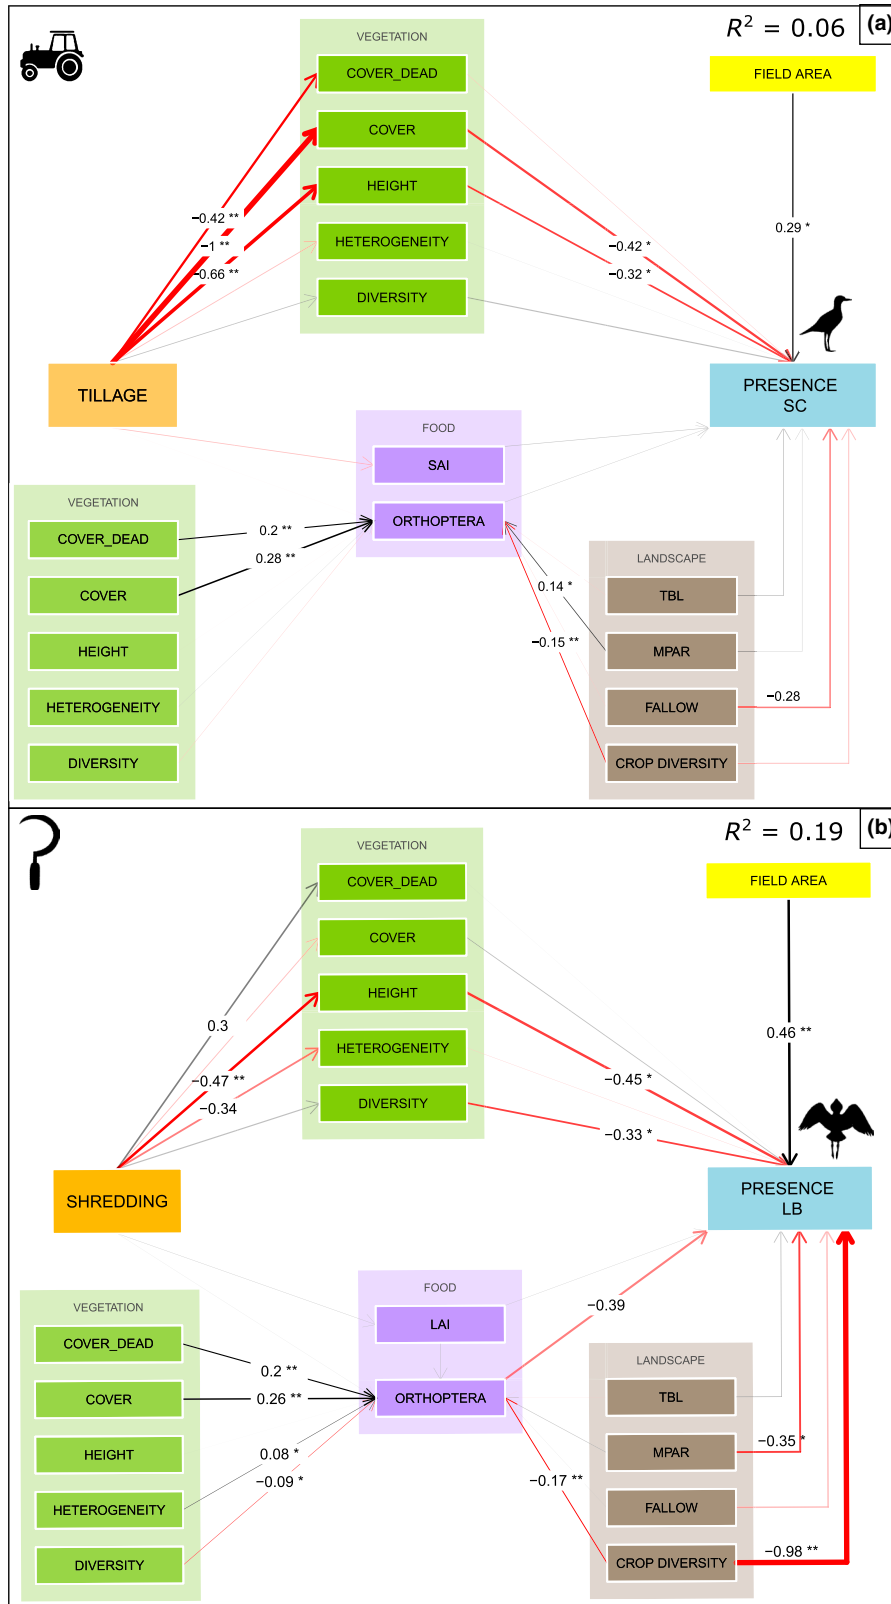 R² = 0.06
(a)
VEGETATION
COVER_DEAD
COVER
HEIGHT
HETEROGENEITY
DIVERSITY
FIELD AREA
−0.42 **
−1 **
−0.66 **
−0.42 *
−0.32 *
0.29 *
TILLAGE
PRESENCE
SC
FOOD
SAI
ORTHOPTERA
VEGETATION
COVER_DEAD
COVER
HEIGHT
HETEROGENEITY
DIVERSITY
0.2 **
0.28 **
0.14 *
−0.15 **
LANDSCAPE
TBL
MPAR
FALLOW
CROP DIVERSITY
−0.28
R² = 0.19
(b)
VEGETATION
COVER_DEAD
COVER
HEIGHT
HETEROGENEITY
DIVERSITY
FIELD AREA
0.3
−0.47 **
−0.34
−0.45 *
−0.33 *
0.46 **
SHREDDING
PRESENCE
LB
FOOD
LAI
ORTHOPTERA
−0.39
VEGETATION
COVER_DEAD
COVER
HEIGHT
HETEROGENEITY
DIVERSITY
0.2 **
0.26 **
0.08 *
−0.09 *
−0.17 **
LANDSCAPE
TBL
MPAR
FALLOW
CROP DIVERSITY
−0.35 *
−0.98 **